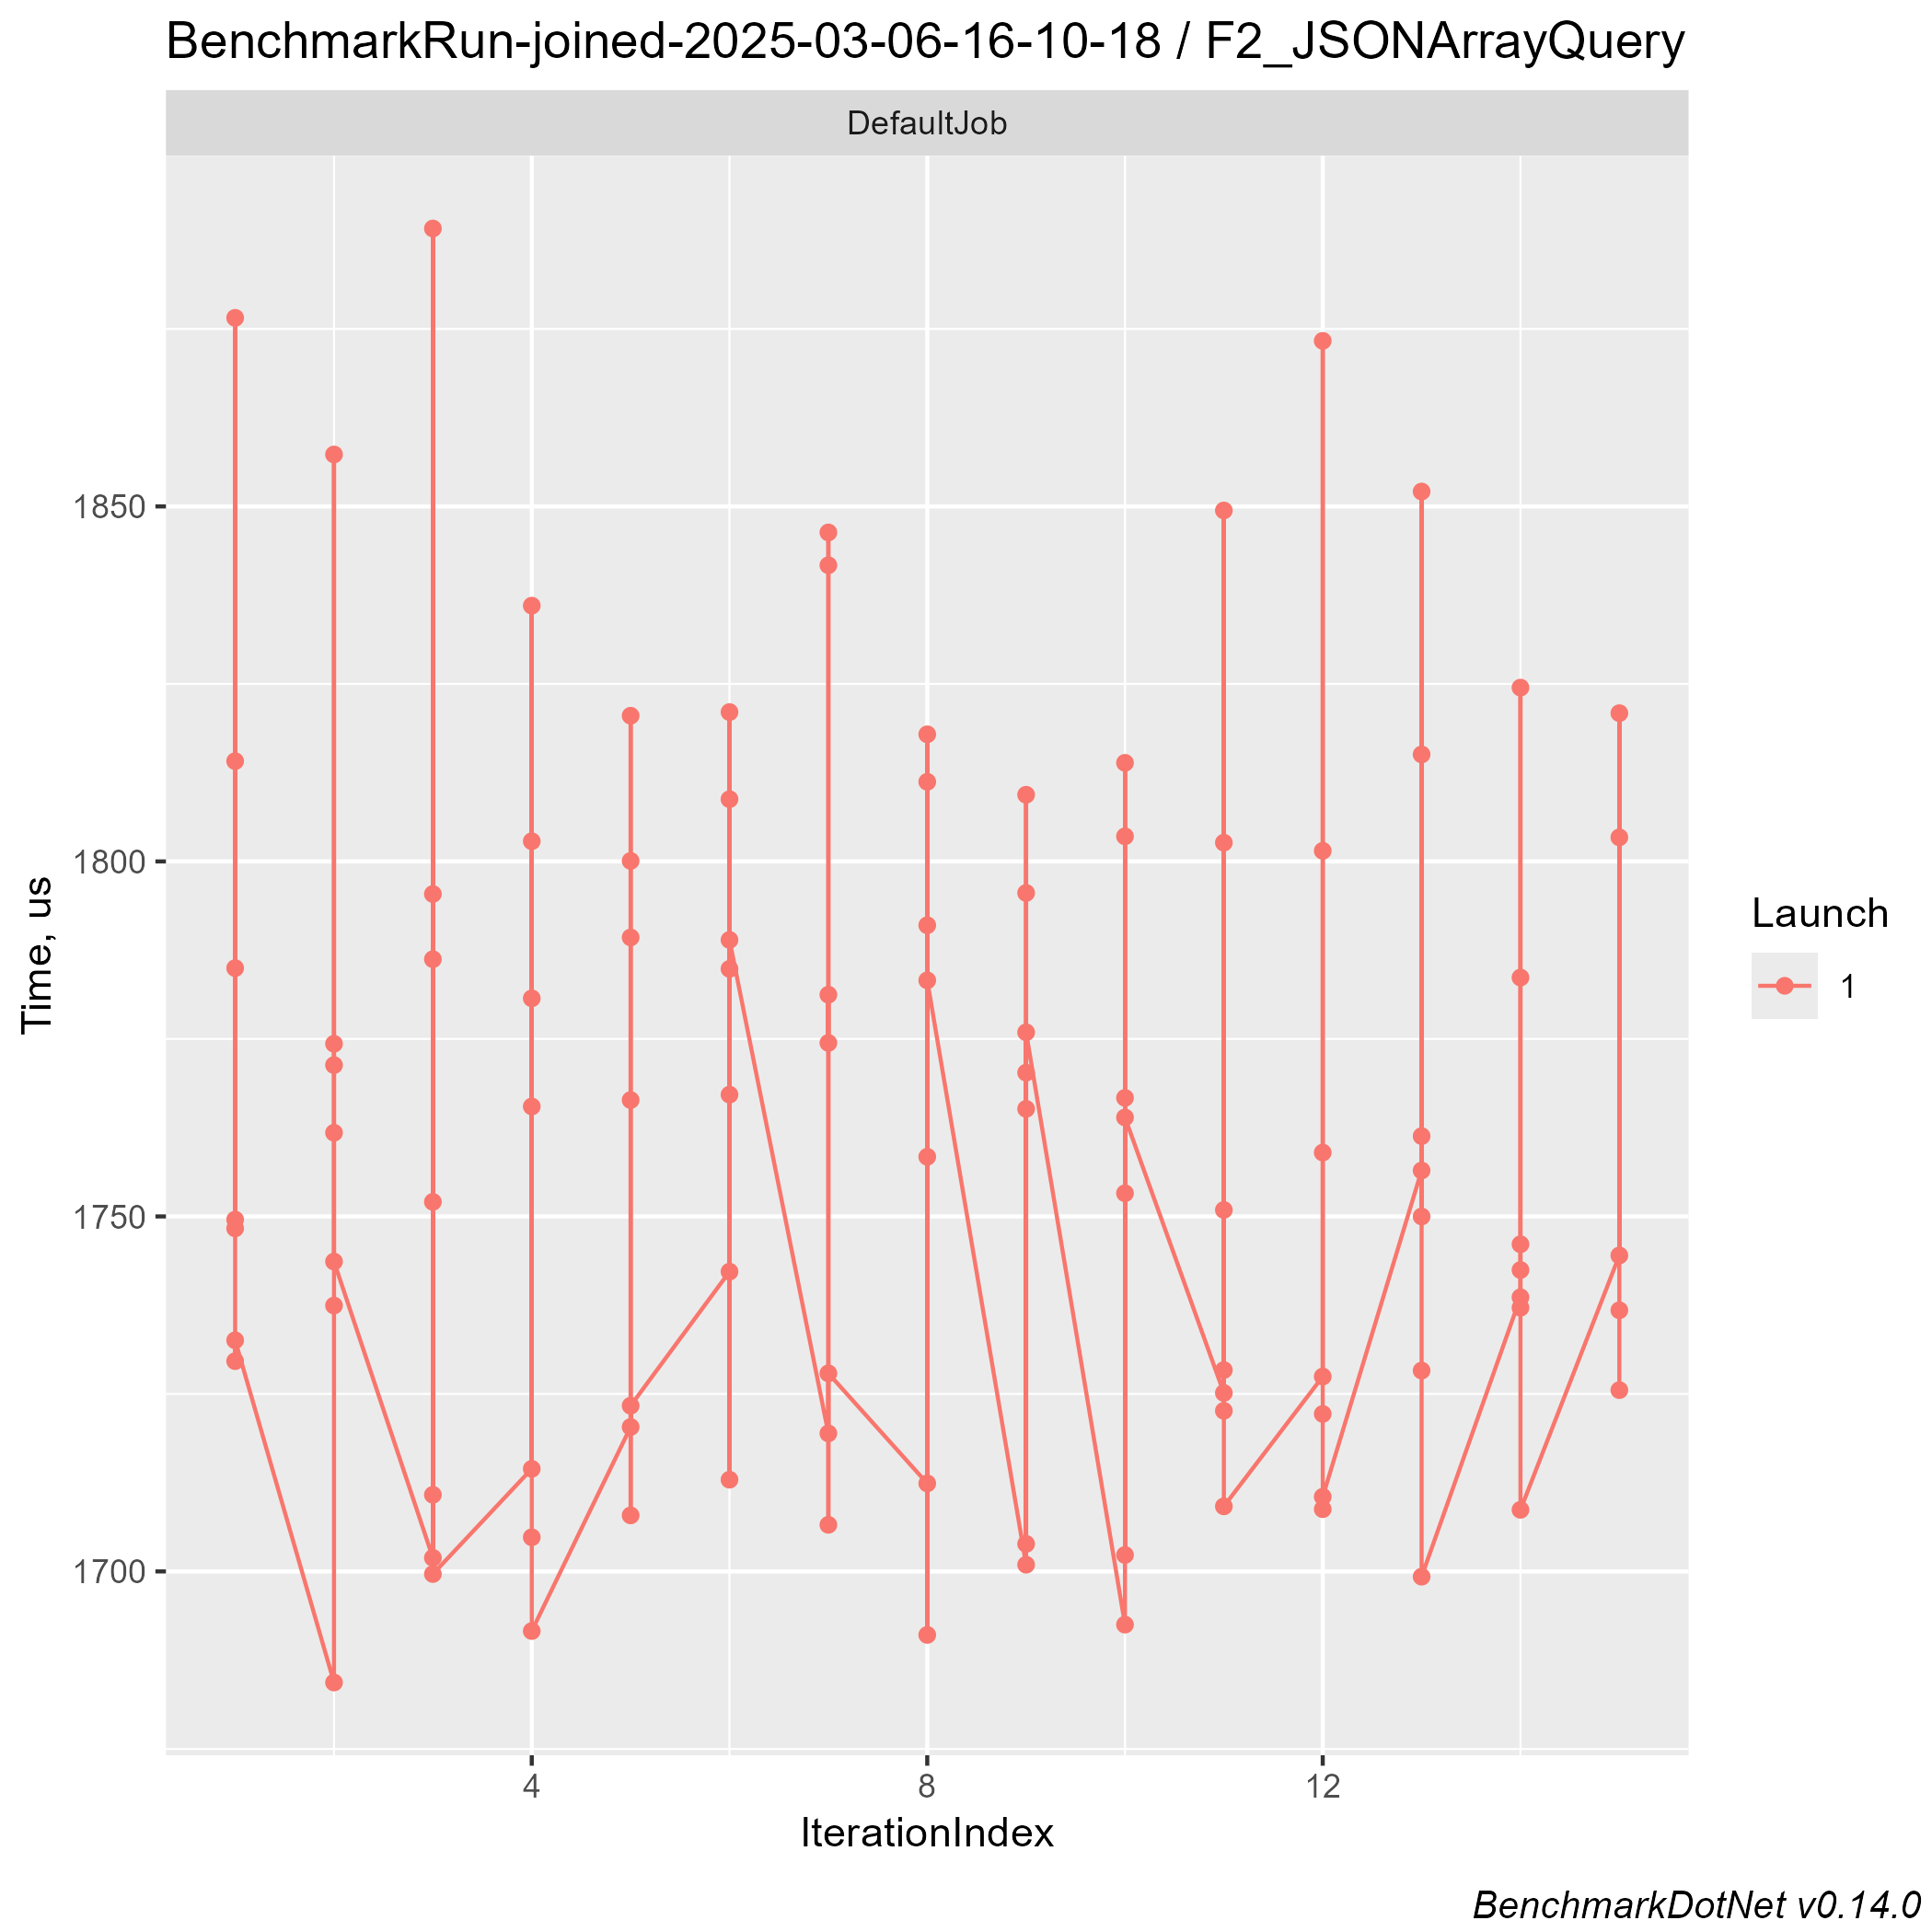 BenchmarkRun-joined-2025-03-06-16-10-18 / F2_JSONArrayQuery
DefaultJob
1850
1800
1750
1700
Time, us
4
8
12
IterationIndex
Launch
1
BenchmarkDotNet v0.14.0